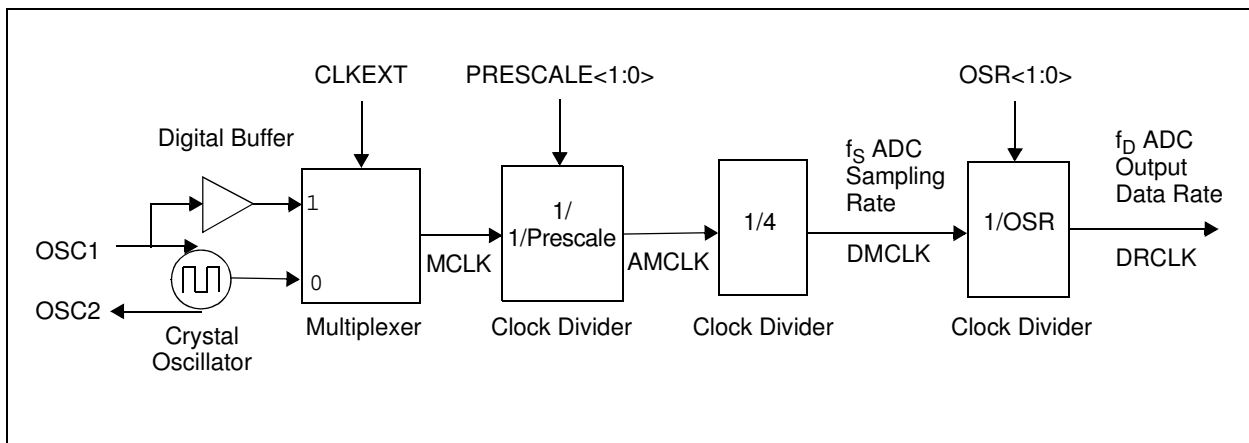 CLKEXT
PRESCALE<1:0>
OSR<1:0>
Digital Buffer
f_S ADC
Sampling
Rate
f_D ADC
Output
Data Rate
1
0
1/
1/Prescale
1/4
1/OSR
OSC1
OSC2
MCLK
AMCLK
DMCLK
DRCLK
Crystal
Oscillator
Multiplexer
Clock Divider
Clock Divider
Clock Divider